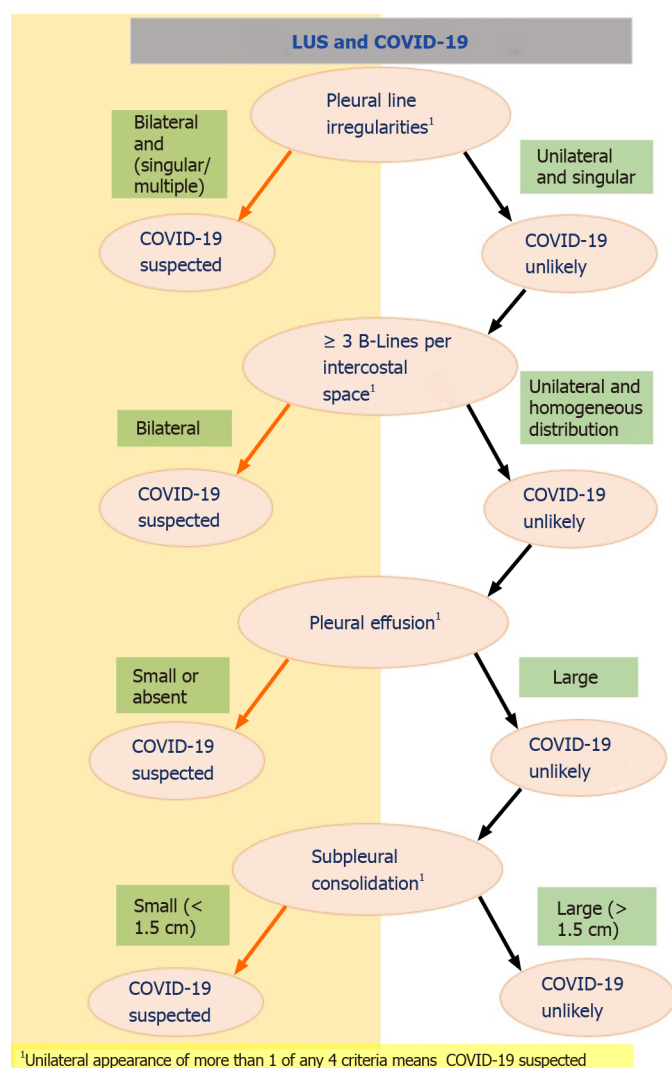 LUS and COVID-19
Pleural line
irregularities¹
Bilateral
and
(singular/
multiple)
Unilateral
and singular
COVID-19
suspected
COVID-19
unlikely
≥ 3 B-Lines per
intercostal
space¹
Bilateral
Unilateral and
homogeneous
distribution
COVID-19
suspected
COVID-19
unlikely
Pleural effusion¹
Small or
absent
Large
COVID-19
suspected
COVID-19
unlikely
Subpleural
consolidation¹
Small (<
1.5 cm)
Large (>
1.5 cm)
COVID-19
suspected
COVID-19
unlikely
¹Unilateral appearance of more than 1 of any 4 criteria means COVID-19 suspected